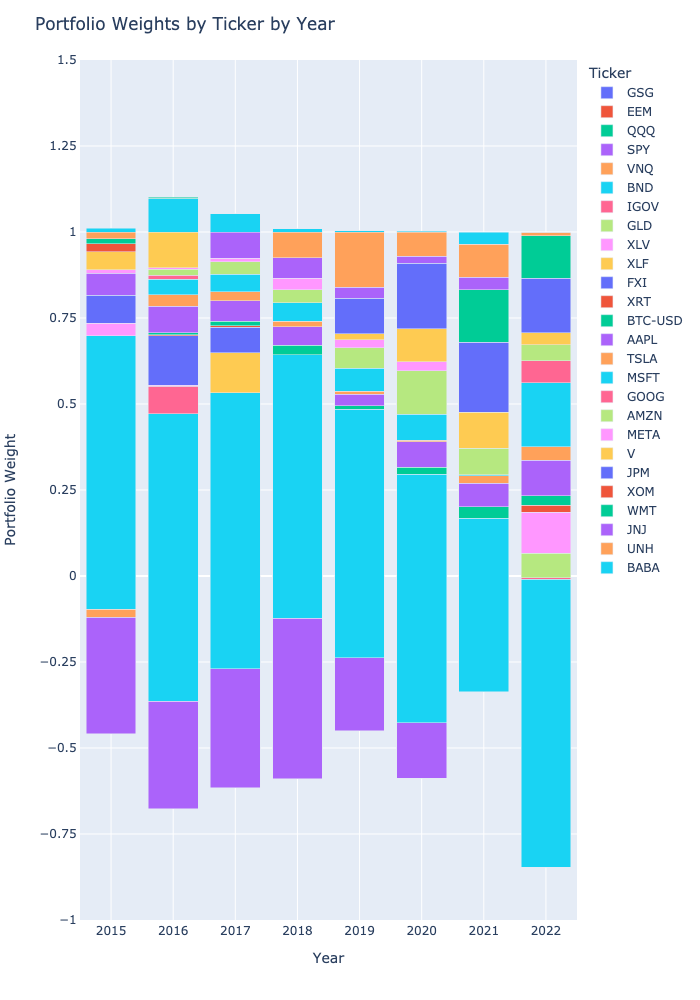 Portfolio Weights by Ticker by Year
Ticker
GSG
EEM
QQQ
SPY
VNQ
BND
IGOV
GLD
XLV
XLF
FXI
XRT
BTC-USD
AAPL
TSLA
MSFT
GOOG
AMZN
META
V
JPM
XOM
WMT
JNJ
UNH
BABA
1.5
1.25
1
0.75
0.5
0.25
0
−0.25
−0.5
−0.75
−1
Portfolio Weight
2015 2016 2017 2018 2019 2020 2021 2022
Year